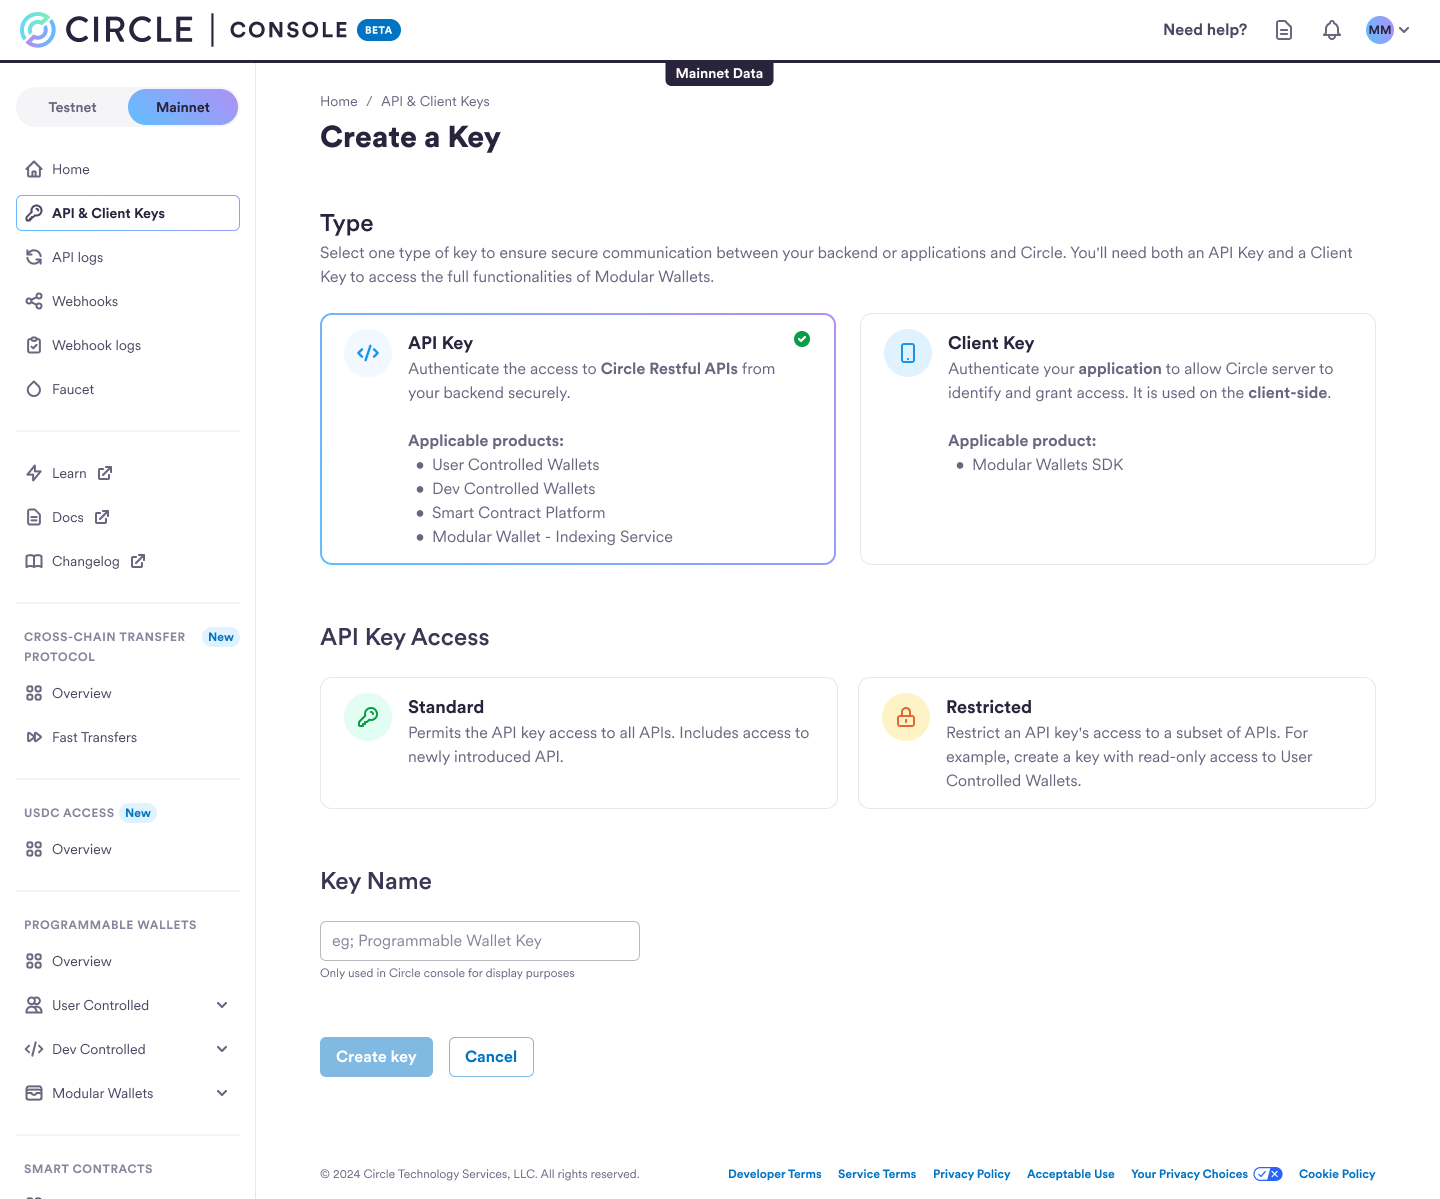 CIRCLE | CONSOLE BETA
Need help?
MM
Mainnet Data
Testnet
Mainnet
Home
API & Client Keys
API logs
Webhooks
Webhook logs
Faucet
Learn
Docs
Changelog
CROSS-CHAIN TRANSFER PROTOCOL New
Overview
Fast Transfers
USDC ACCESS New
Overview
PROGRAMMABLE WALLETS
Overview
User Controlled
Dev Controlled
Modular Wallets
SMART CONTRACTS
Home / API & Client Keys
Create a Key
Type
Select one type of key to ensure secure communication between your backend or applications and Circle. You'll need both an API Key and a Client
Key to access the full functionalities of Modular Wallets.
API Key
Authenticate the access to Circle Restful APIs from
your backend securely.
Applicable products:
• User Controlled Wallets
• Dev Controlled Wallets
• Smart Contract Platform
• Modular Wallet - Indexing Service
Client Key
Authenticate your application to allow Circle server to
identify and grant access. It is used on the client-side.
Applicable product:
• Modular Wallets SDK
API Key Access
Standard
Permits the API key access to all APIs. Includes access to
newly introduced API.
Restricted
Restrict an API key's access to a subset of APIs. For
example, create a key with read-only access to User
Controlled Wallets.
Key Name
eg; Programmable Wallet Key
Only used in Circle console for display purposes
Create key
Cancel
© 2024 Circle Technology Services, LLC. All rights reserved.
Developer Terms
Service Terms
Privacy Policy
Acceptable Use
Your Privacy Choices
Cookie Policy